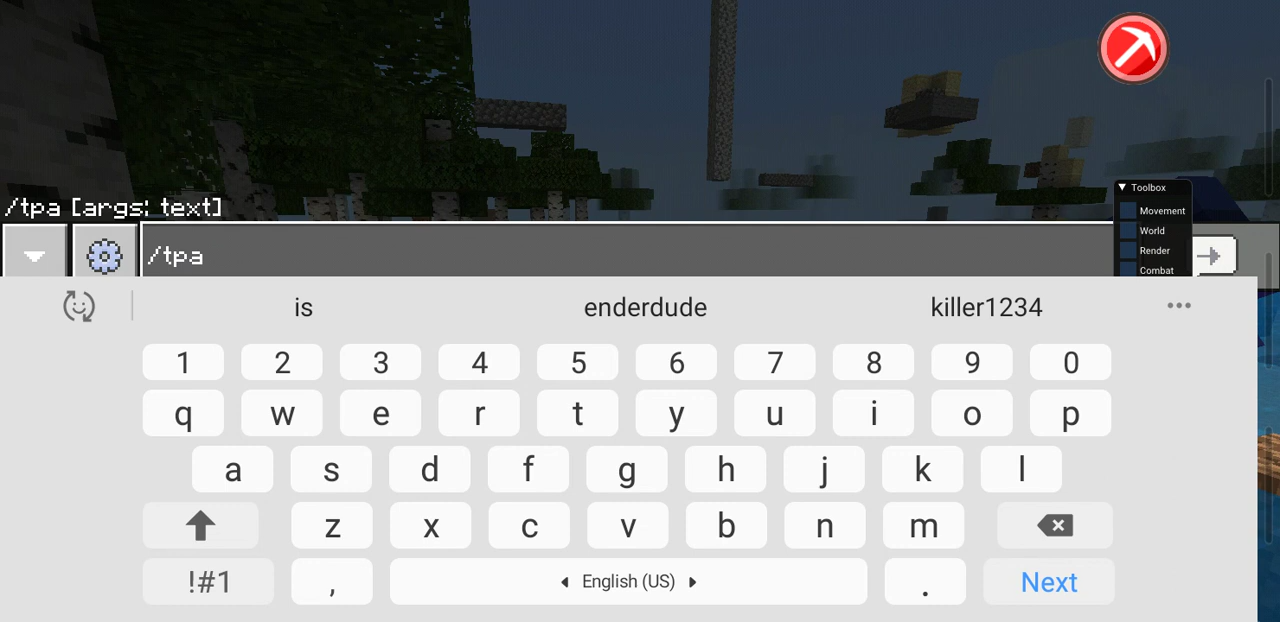 /tpa [args: text]
/tpa
Toolbox
Movement
World
Render
Combat
is enderdude killer1234
1 2 3 4 5 6 7 8 9 0
q w e r t y u i o p
a s d f g h j k l
z x c v b n m
!#1 , English (US) . Next